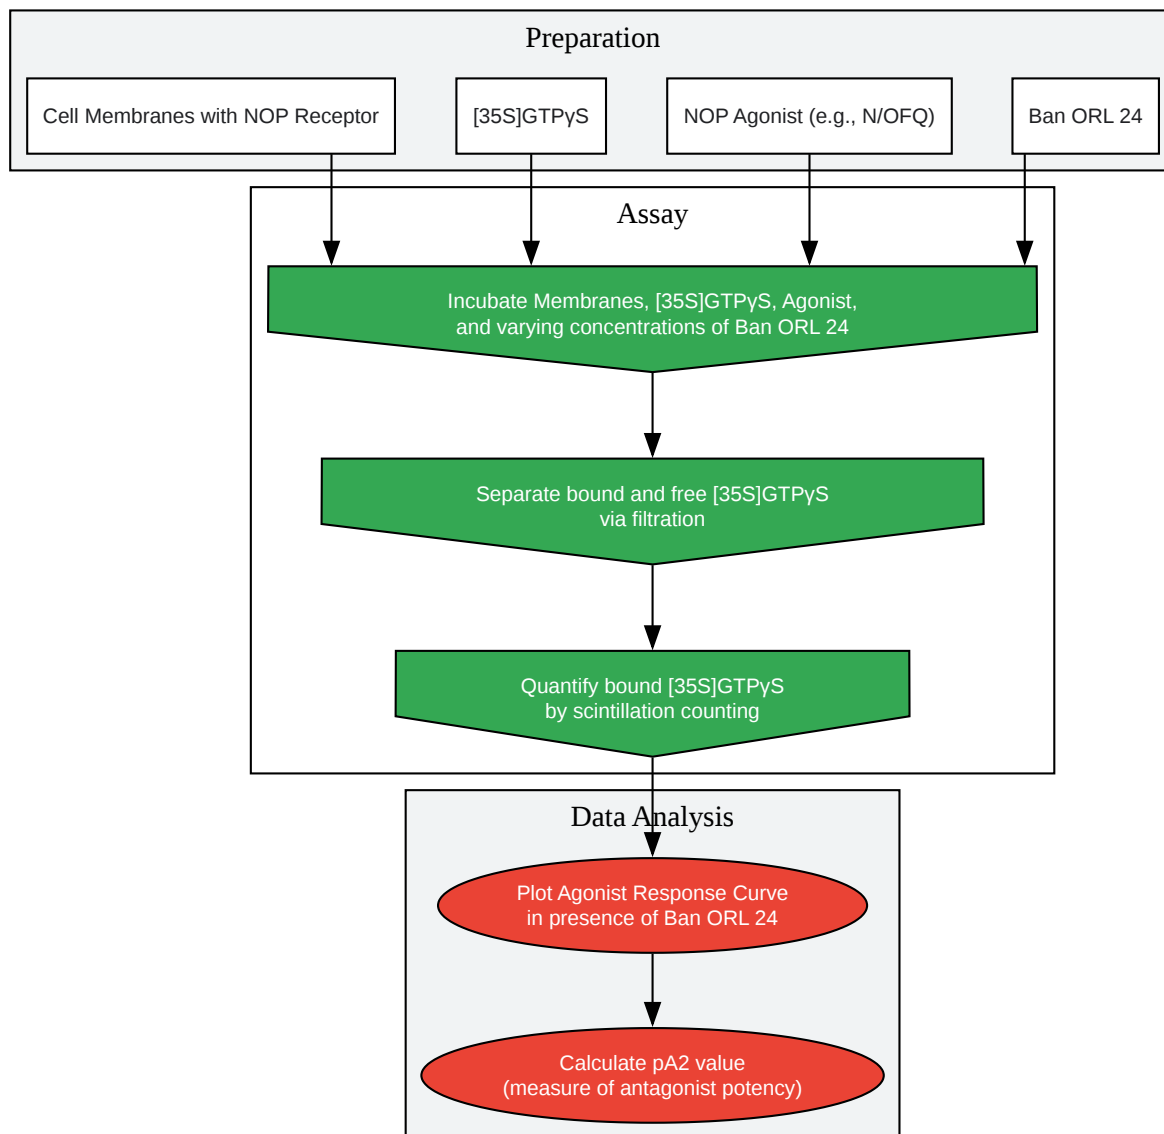 Preparation
Cell Membranes with NOP Receptor
[35S]GTPγS
NOP Agonist (e.g., N/OFQ)
Ban ORL 24
Assay
Incubate Membranes, [35S]GTPγS, Agonist,
and varying concentrations of Ban ORL 24
Separate bound and free [35S]GTPγS
via filtration
Quantify bound [35S]GTPγS
by scintillation counting
Data Analysis
Plot Agonist Response Curve
in presence of Ban ORL 24
Calculate pA2 value
(measure of antagonist potency)